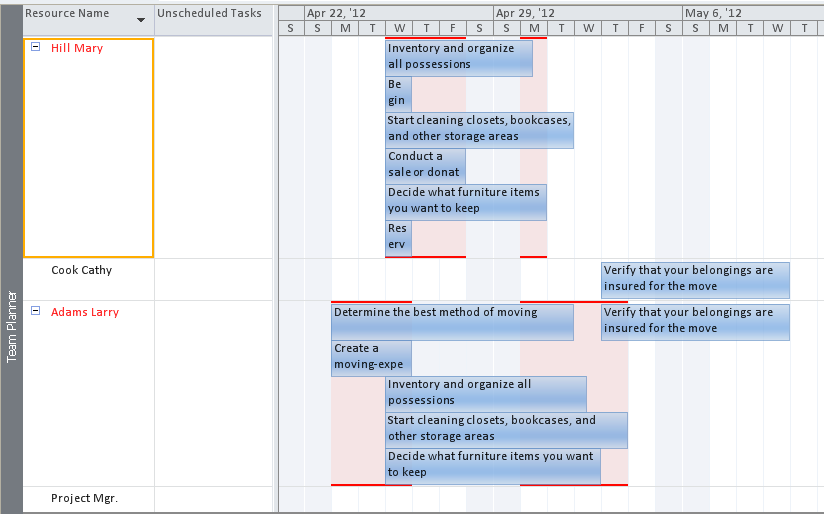 Resource Name
Unscheduled Tasks
Apr 22, '12
Apr 29, '12
May 6, '12
S S M T W T F S S M T W T F S S M T W T
Team Planner
Hill Mary
Inventory and organize
all possessions
Be
gin
Start cleaning closets, bookcases,
and other storage areas
Conduct a
sale or donat
Decide what furniture items
you want to keep
Res
erv
Cook Cathy
Verify that your belongings are
insured for the move
Adams Larry
Determine the best method of moving
Verify that your belongings are
insured for the move
Create a
moving-expe
Inventory and organize all
possessions
Start cleaning closets, bookcases, and
other storage areas
Decide what furniture items you want
to keep
Project Mgr.